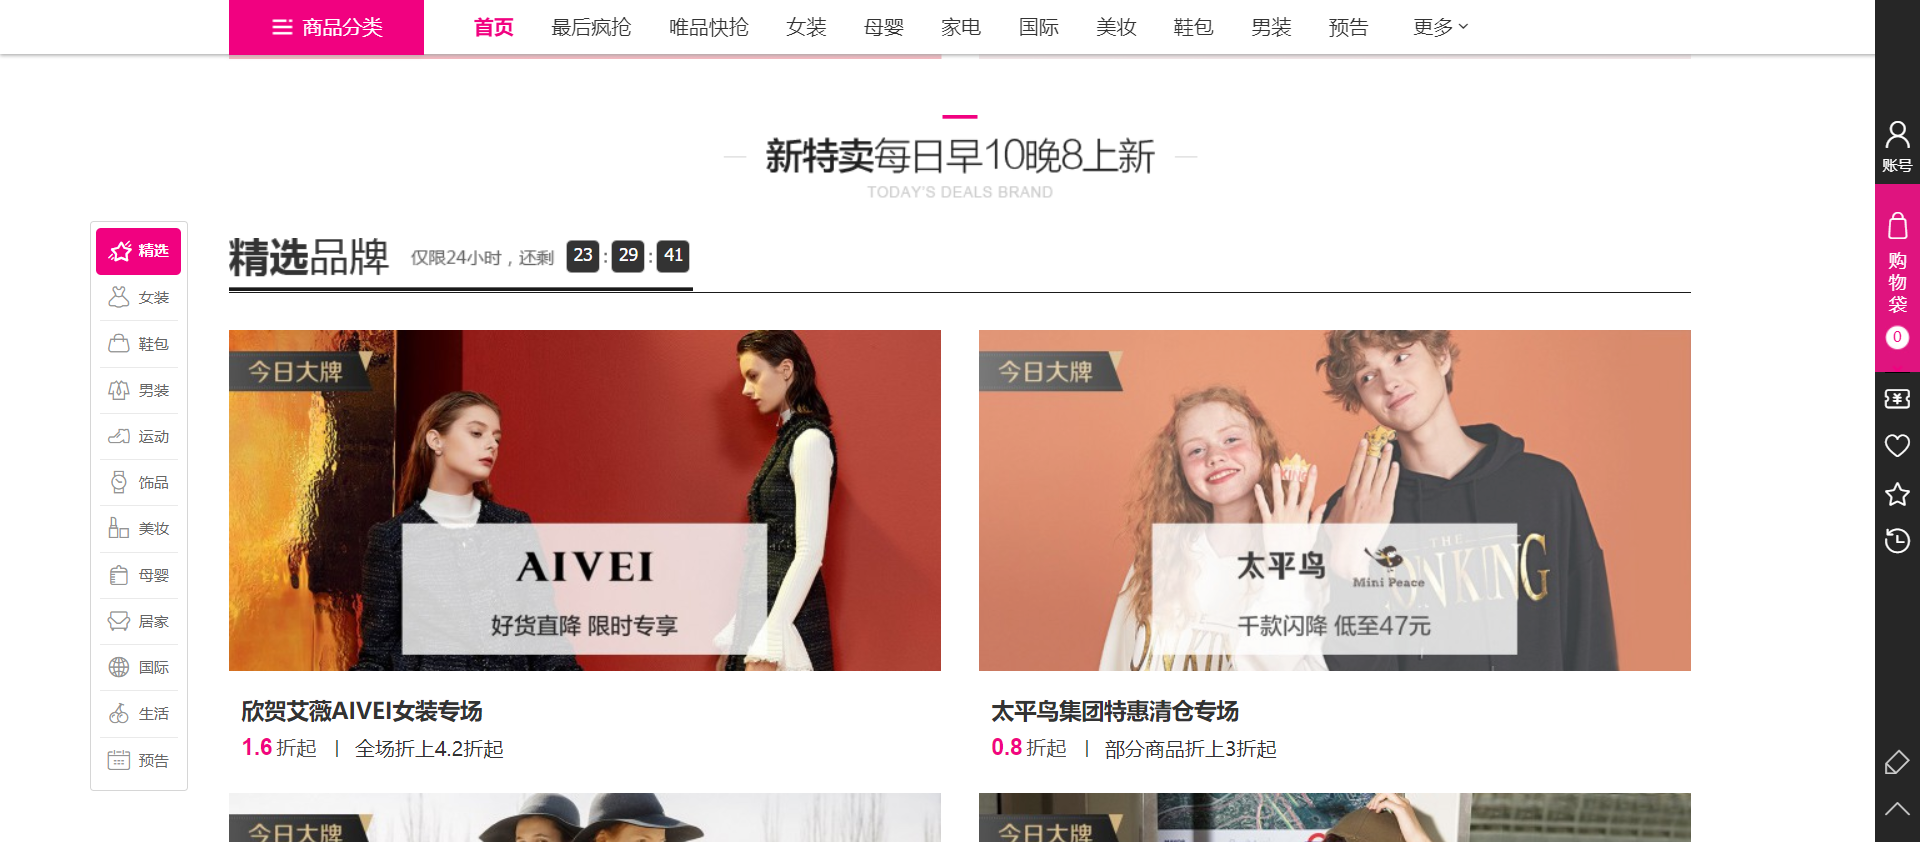 商品分类
首页 最后疯抢 唯品快抢 女装 母婴 家电 国际 美妆 鞋包 男装 预告 更多
新特卖每日早10晚8上新
TODAY'S DEALS BRAND
精选品牌 仅限24小时，还剩 23 : 29 : 41
精选
女装
鞋包
男装
运动
饰品
美妆
母婴
居家
国际
生活
预告
今日大牌
AIVEI
好货直降 限时专享
欣贺艾薇AIVEI女装专场
1.6 折起 | 全场折上4.2折起
今日大牌
KING
THE
太平鸟 Mini Peace
千款闪降 低至47元
太平鸟集团特惠清仓专场
0.8 折起 | 部分商品折上3折起
今日大牌
今日大牌
账号
购物袋
0